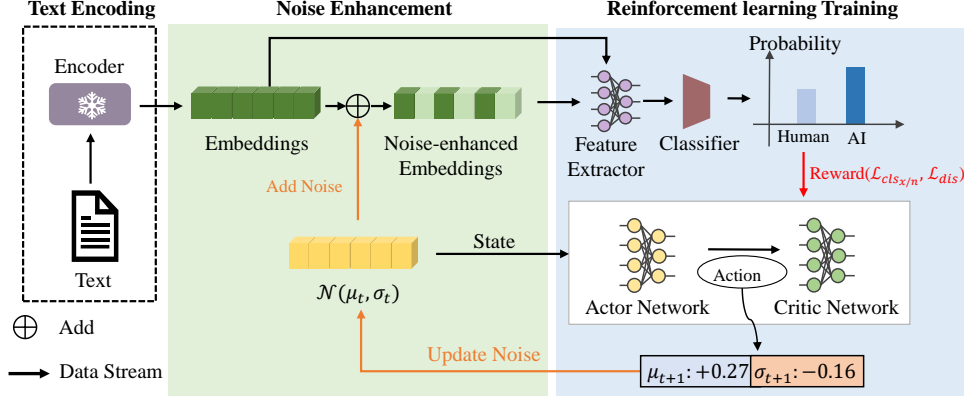 Text Encoding
Noise Enhancement
Reinforcement learning Training
Encoder
Text
Add
Data Stream
Embeddings
Noise-enhanced
Embeddings
Add Noise
𝒩(μ_t, σ_t)
State
Update Noise
Feature
Extractor
Classifier
Probability
Human
AI
Reward(ℒ_{cls_{x/n}}, ℒ_{dis})
Actor Network
Action
Critic Network
μ_{t+1}: +0.27
σ_{t+1}: −0.16